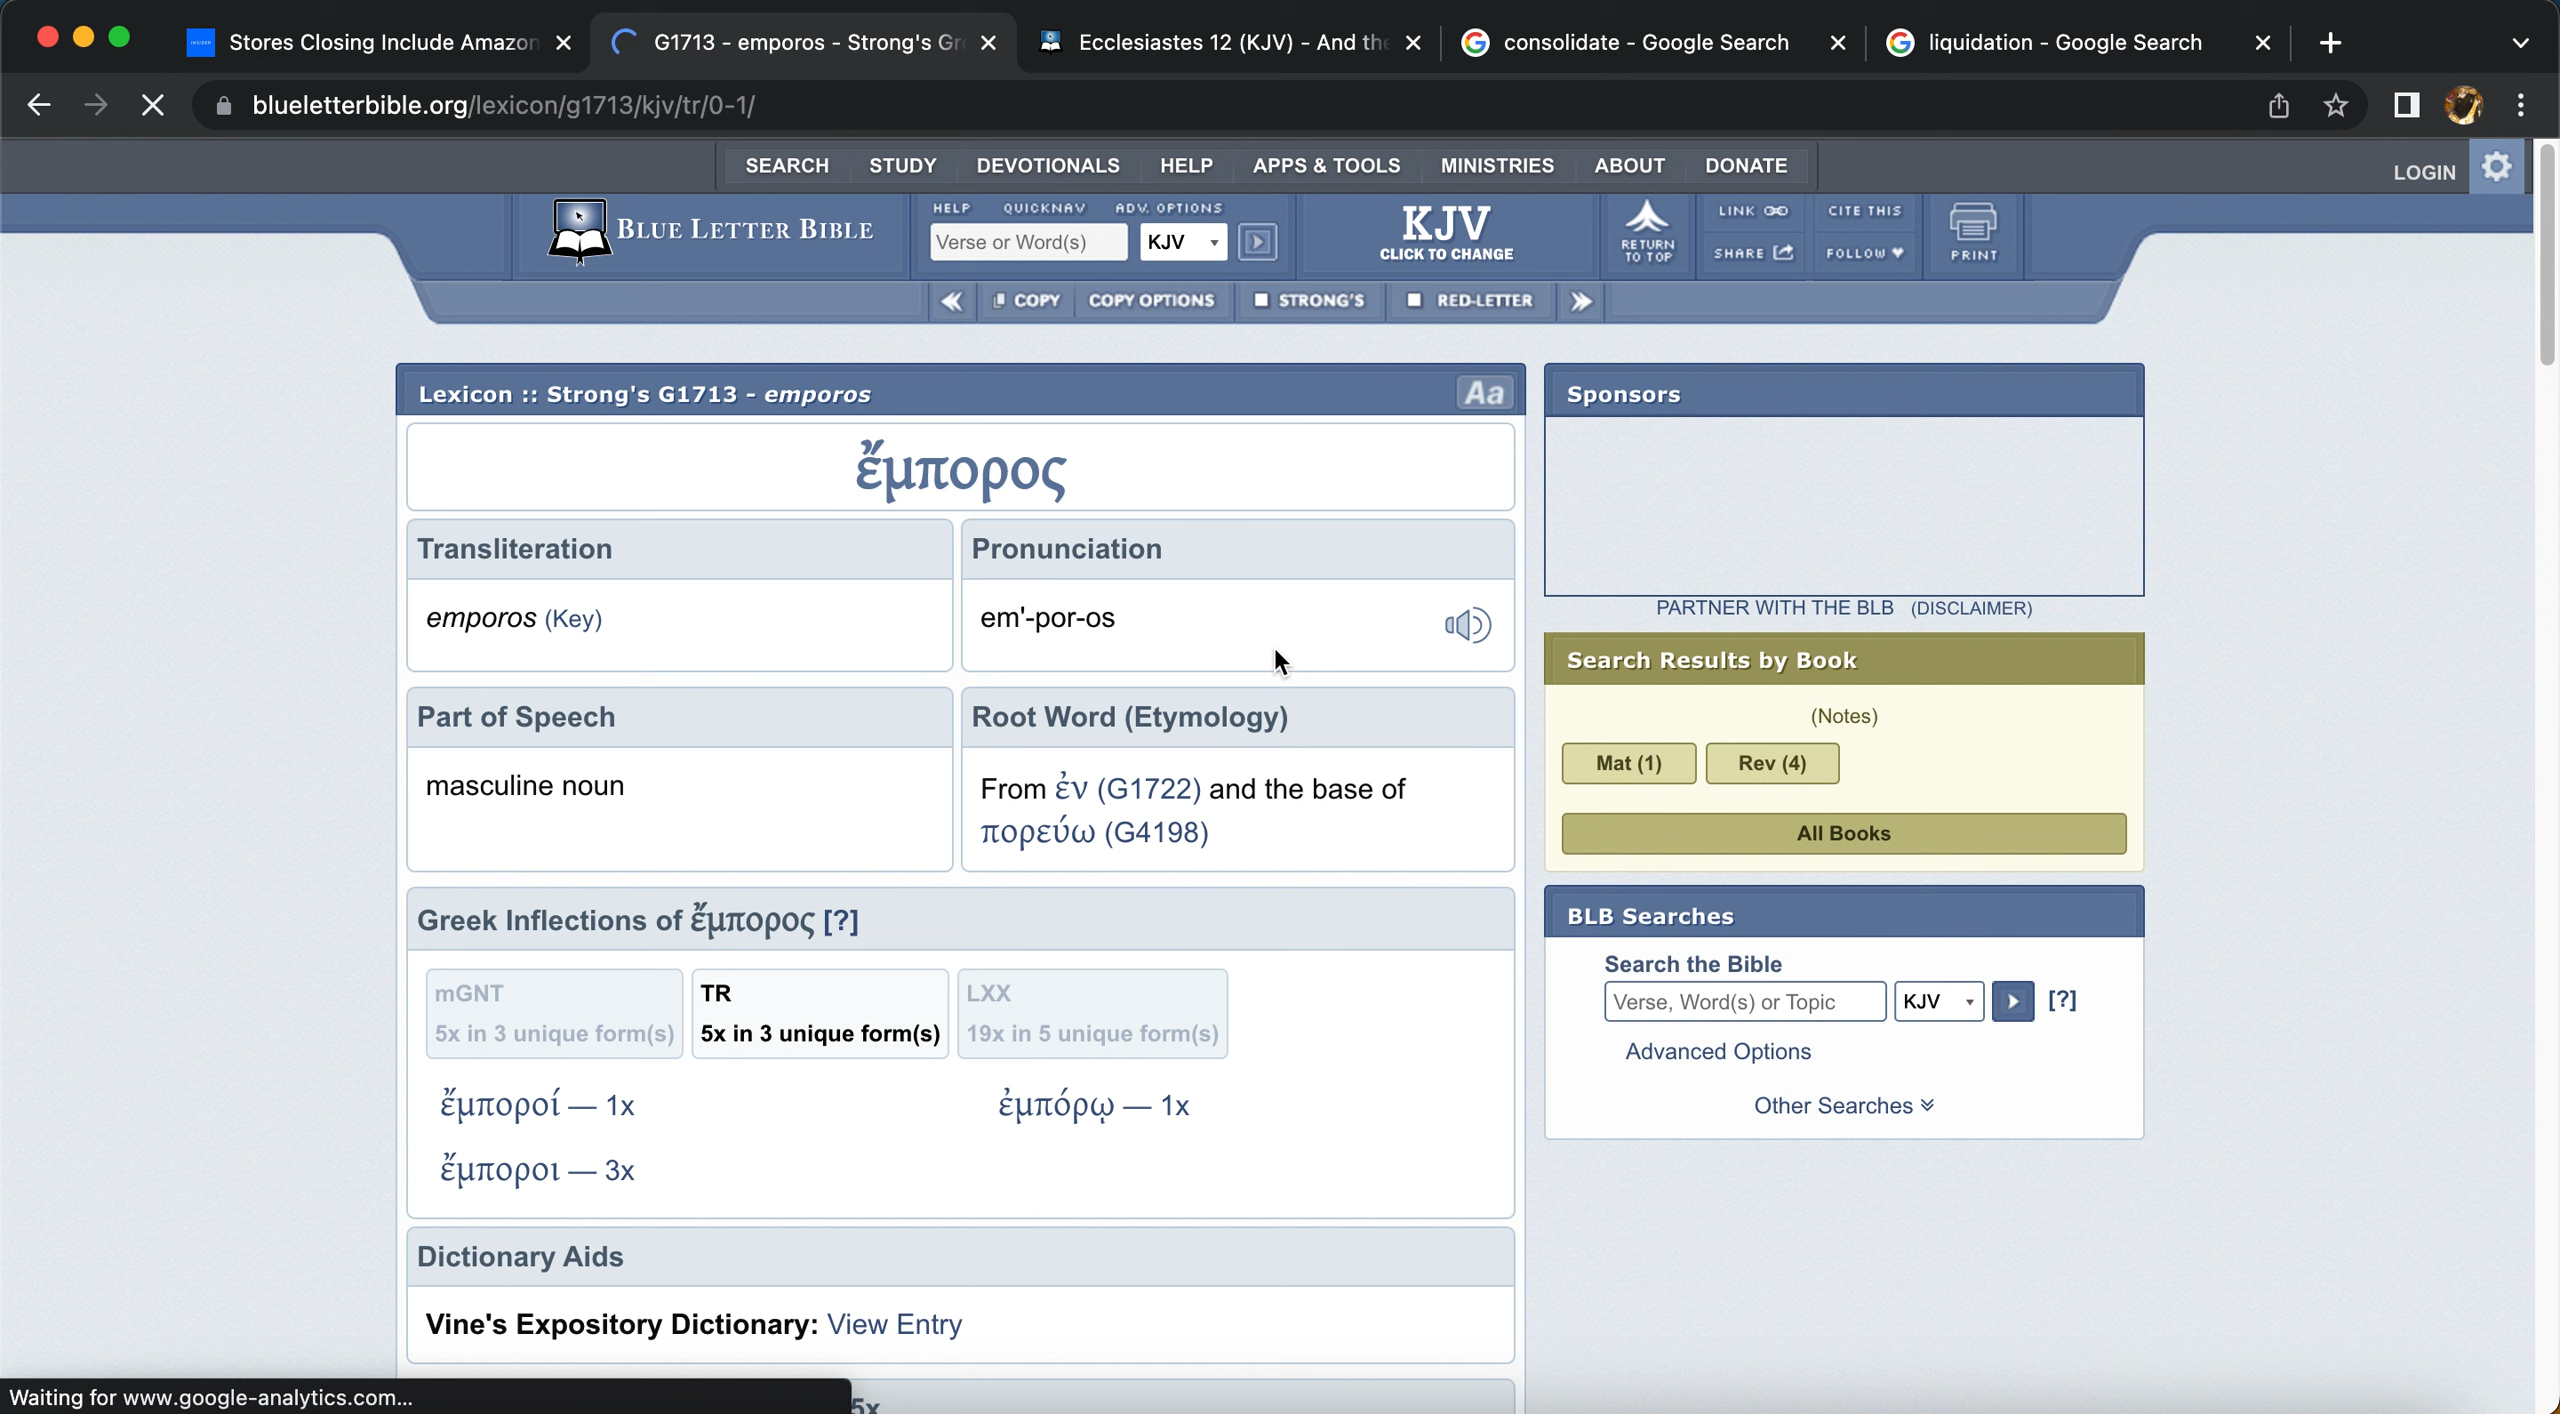 Stores Closing Include Amazon
G1713 - emporos - Strong's Gr
Ecclesiastes 12 (KJV) - And the
consolidate - Google Search
liquidation - Google Search
blueletterbible.org/lexicon/g1713/kjv/tr/0-1/
SEARCH STUDY DEVOTIONALS HELP APPS & TOOLS MINISTRIES ABOUT DONATE
LOGIN
BLUE LETTER BIBLE
HELP QUICKNAV ADV. OPTIONS
Verse or Word(s) KJV
KJV
CLICK TO CHANGE
RETURN
TO TOP
LINK CITE THIS
SHARE FOLLOW
PRINT
COPY COPY OPTIONS STRONG'S RED-LETTER
Lexicon :: Strong's G1713 - emporos
Aa
ἔμπορος
Transliteration
emporos (Key)
Pronunciation
em'-por-os
Part of Speech
masculine noun
Root Word (Etymology)
From ἐν (G1722) and the base of
πορεύω (G4198)
Greek Inflections of ἔμπορος [?]
mGNT
5x in 3 unique form(s)
TR
5x in 3 unique form(s)
LXX
19x in 5 unique form(s)
ἔμποροί — 1x
ἐμπόρῳ — 1x
ἔμποροι — 3x
Dictionary Aids
Vine's Expository Dictionary: View Entry
5x
Sponsors
PARTNER WITH THE BLB (DISCLAIMER)
Search Results by Book
(Notes)
Mat (1) Rev (4)
All Books
BLB Searches
Search the Bible
Verse, Word(s) or Topic KJV [?]
Advanced Options
Other Searches
Waiting for www.google-analytics.com...